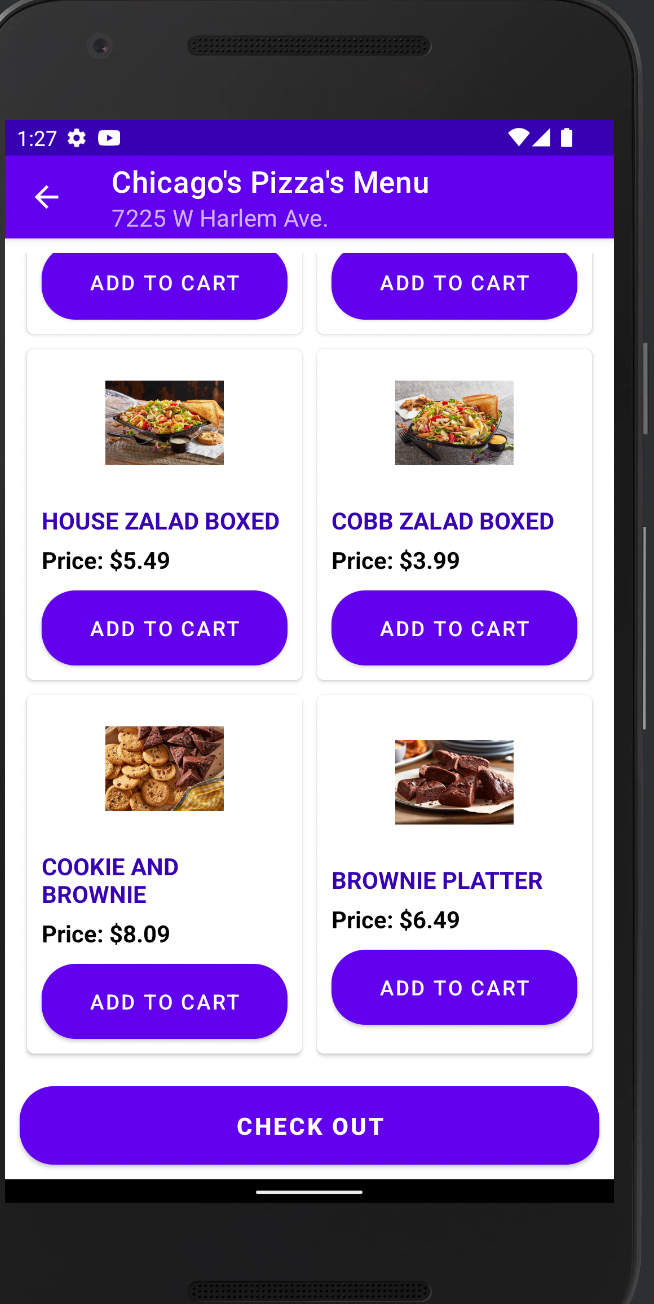 1:27
Chicago's Pizza's Menu
7225 W Harlem Ave.
ADD TO CART
ADD TO CART
HOUSE ZALAD BOXED
Price: $5.49
ADD TO CART
COBB ZALAD BOXED
Price: $3.99
ADD TO CART
COOKIE AND
BROWNIE
Price: $8.09
ADD TO CART
BROWNIE PLATTER
Price: $6.49
ADD TO CART
CHECK OUT